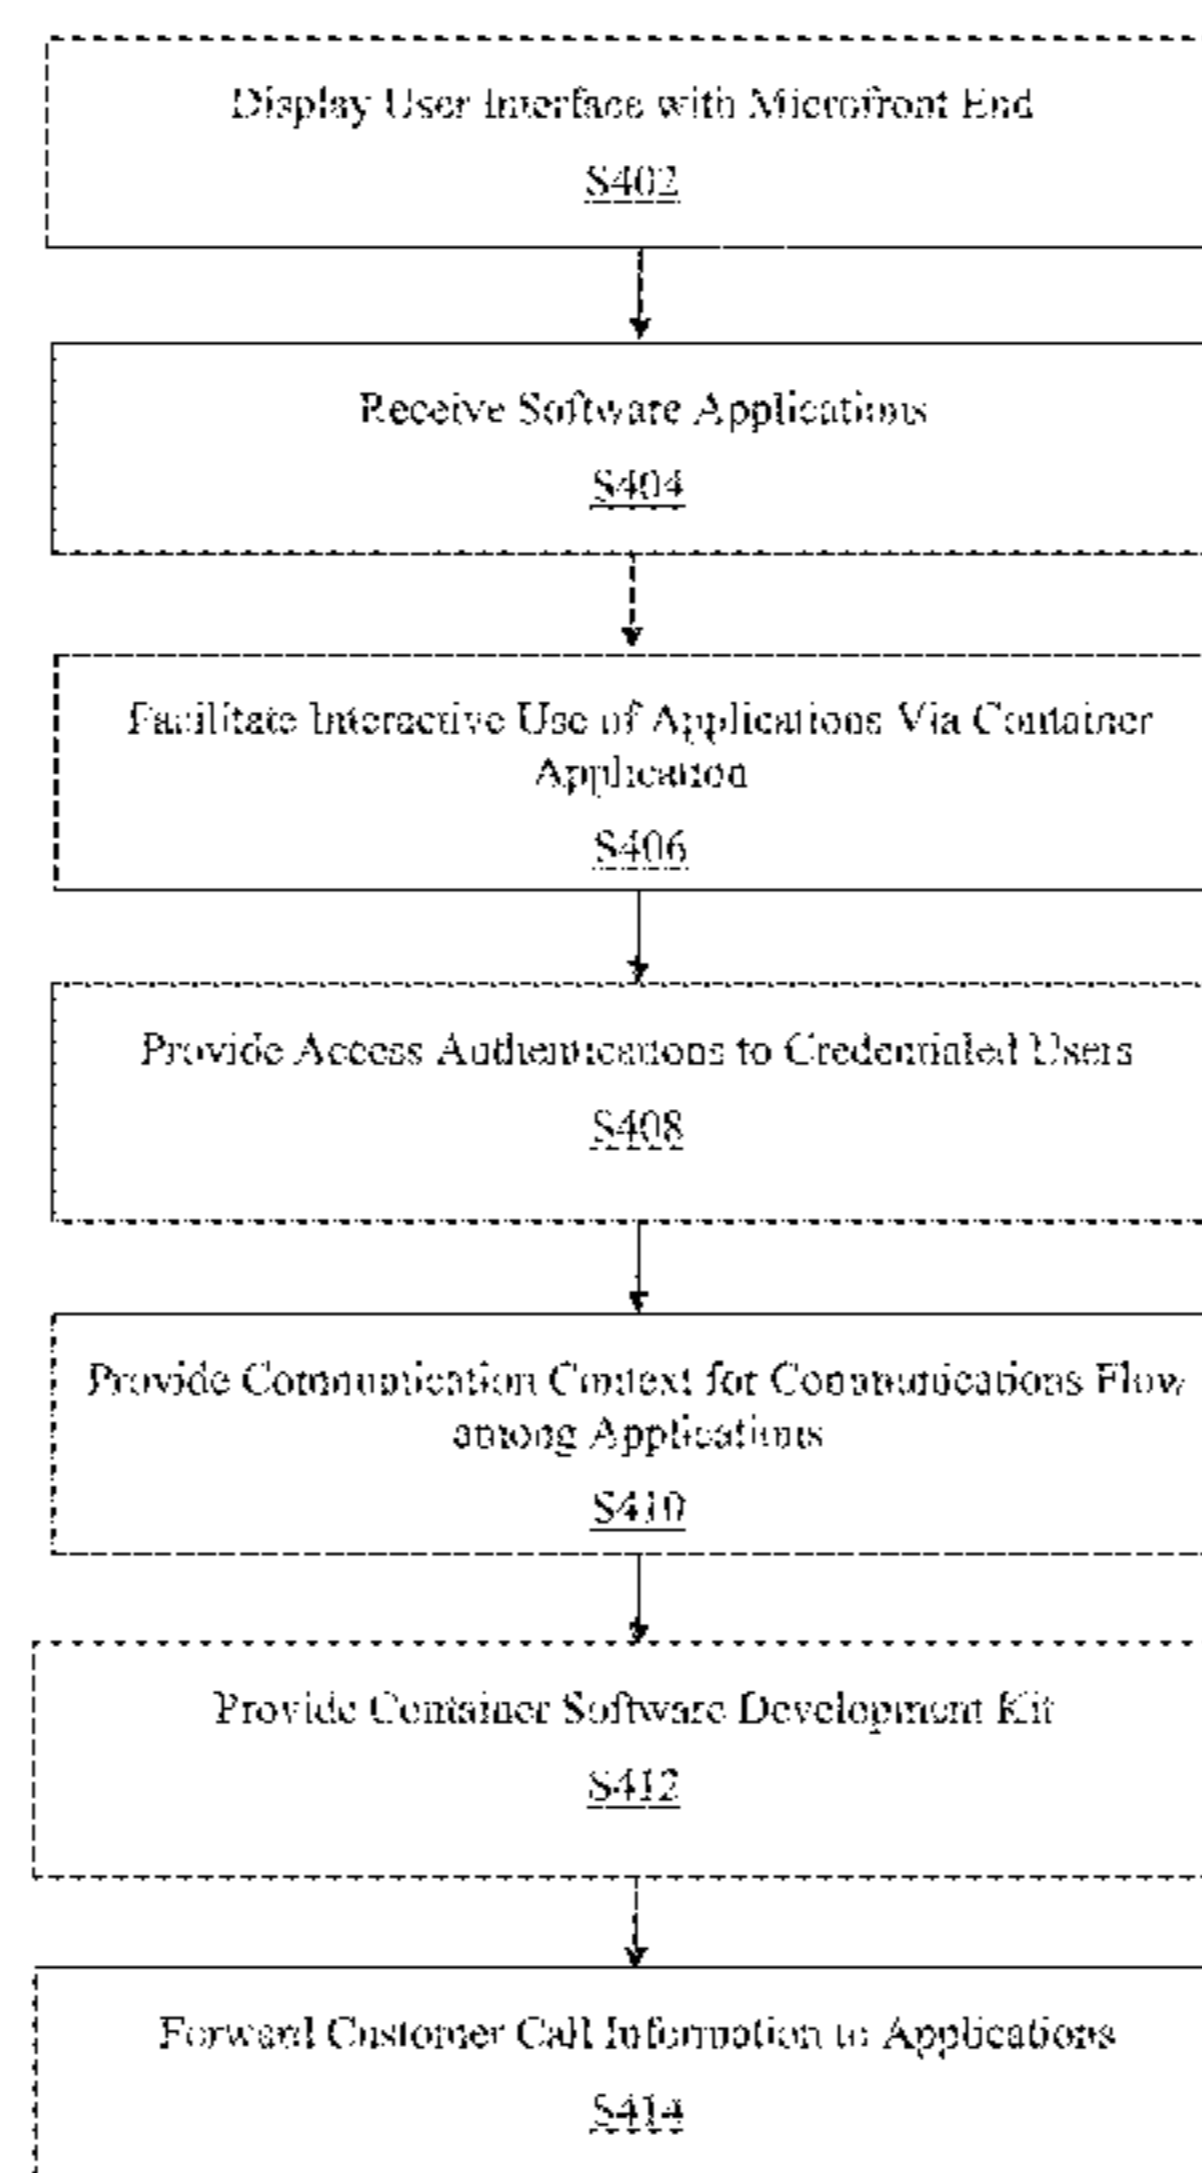 Display User Interface with Microfront End
S402
Receive Software Applications
S404
Facilitate Interactive Use of Applications Via Container
Application
S406
Provide Access Authentications to Credentialed Users
S408
Provide Communication Context for Communications Flow
among Applications
S410
Provide Container Software Development Kit
S412
Forward Customer Call Information to Applications
S414